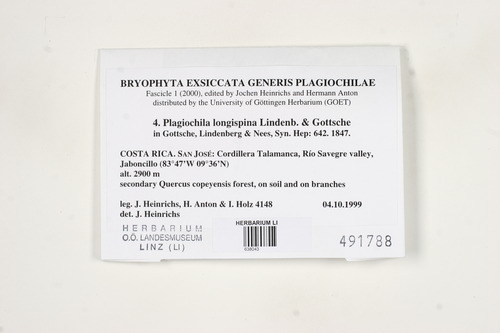 BRYOPHYTA EXSICCATA GENERIS PLAGIOCHILAE
Fascicle 1 (2000), edited by Jochen Heinrichs and Hermann Anton
distributed by the University of Göttingen Herbarium (GOET)
4. Plagiochila longispina Lindenb. & Gottsche
in Gottsche, Lindenberg & Nees, Syn. Hep: 642. 1847.
COSTA RICA. SAN JOSÉ: Cordillera Talamanca, Río Savegre valley,
Jaboncillo (83°47'W 09°36'N)
alt. 2900 m
secondary Quercus copeyensis forest, on soil and on branches
leg. J. Heinrichs, H. Anton & I. Holz 4148 04.10.1999
det. J. Heinrichs
HERBARIUM
O.Ö. LANDESMUSEUM
LINZ (LI)
HERBARIUM LI
491788